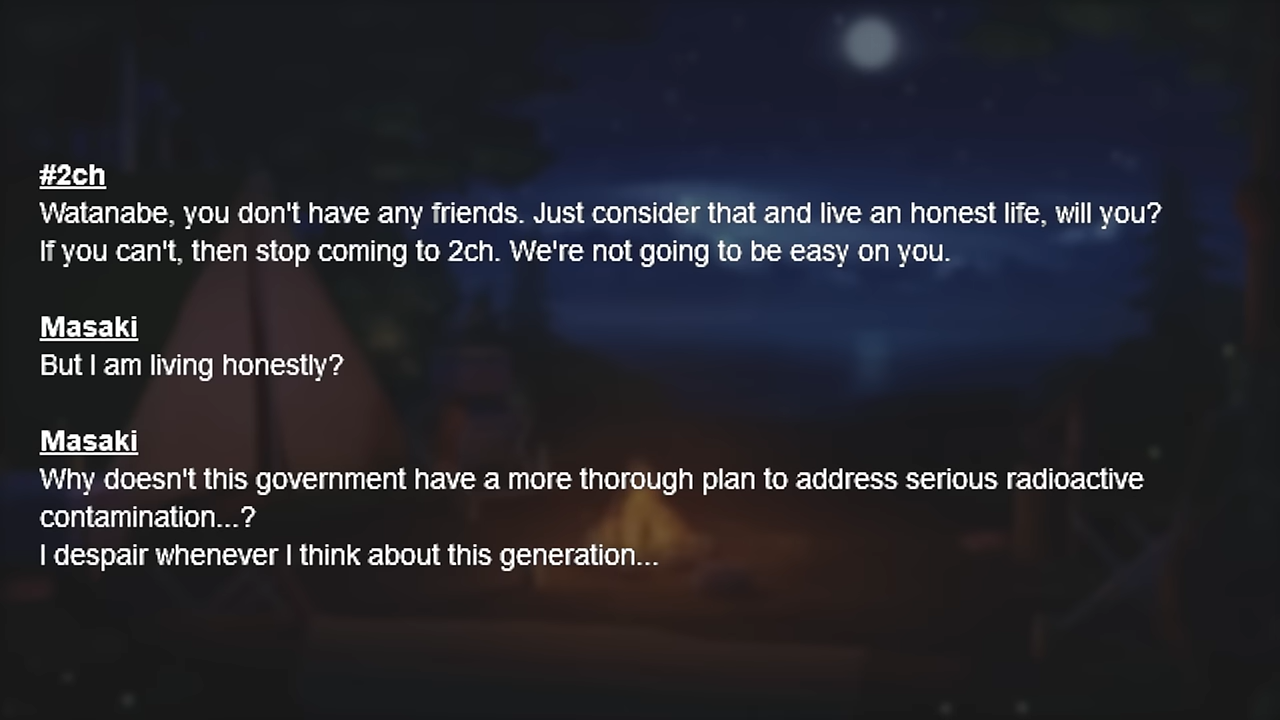 #2ch
Watanabe, you don't have any friends. Just consider that and live an honest life, will you?
If you can't, then stop coming to 2ch. We're not going to be easy on you.
Masaki
But I am living honestly?
Masaki
Why doesn't this government have a more thorough plan to address serious radioactive
contamination...?
I despair whenever I think about this generation...